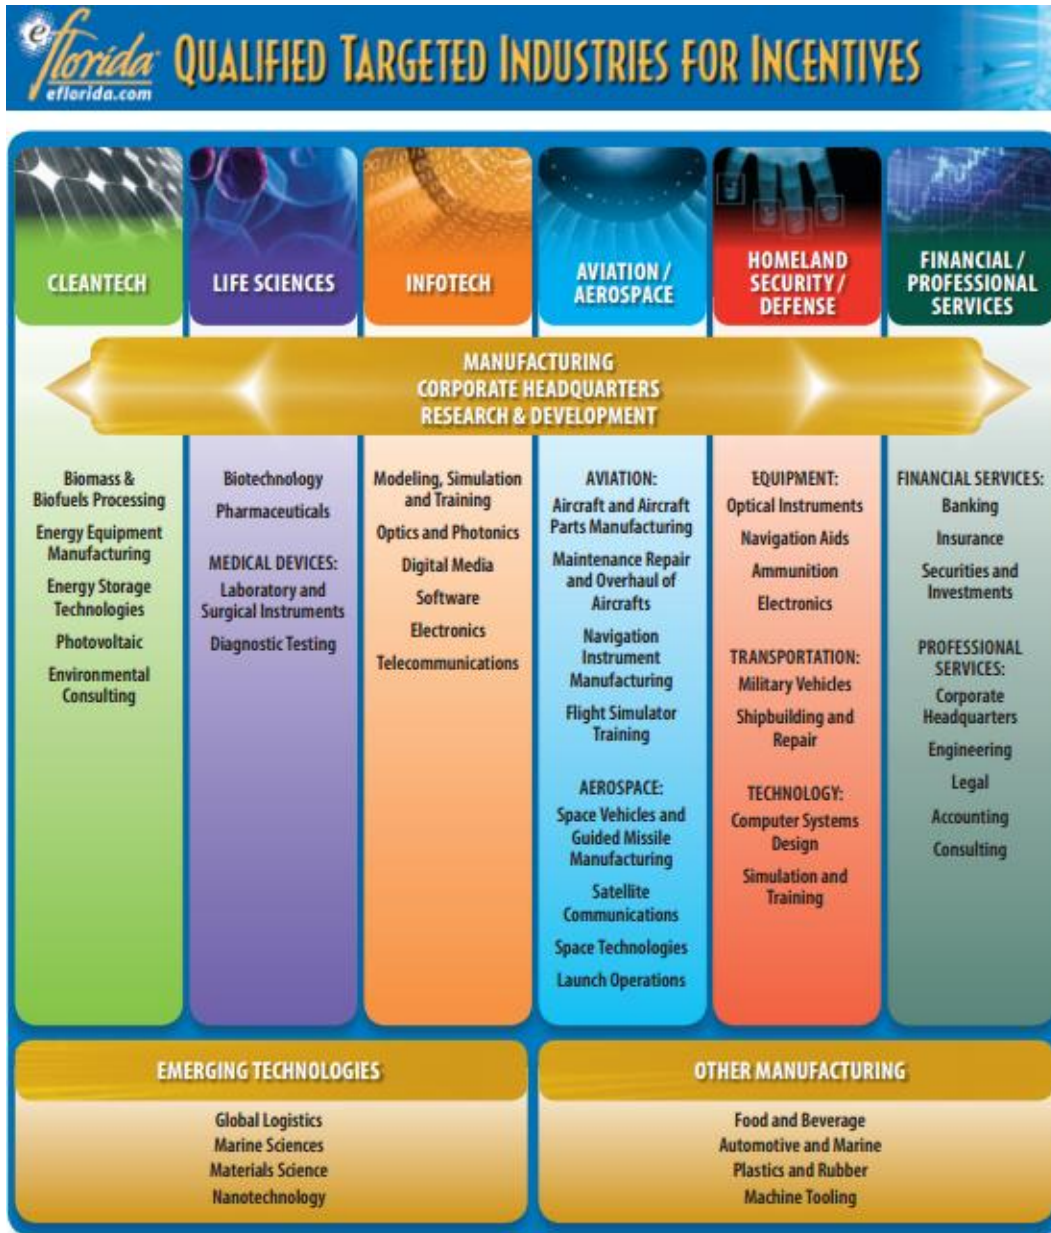 eflorida
eflorida.com
QUALIFIED TARGETED INDUSTRIES FOR INCENTIVES
CLEANTECH
LIFE SCIENCES
INFOTECH
AVIATION /
AEROSPACE
HOMELAND
SECURITY /
DEFENSE
FINANCIAL /
PROFESSIONAL
SERVICES
MANUFACTURING
CORPORATE HEADQUARTERS
RESEARCH & DEVELOPMENT
Biomass &
Biofuels Processing
Energy Equipment
Manufacturing
Energy Storage
Technologies
Photovoltaic
Environmental
Consulting
Biotechnology
Pharmaceuticals
MEDICAL DEVICES:
Laboratory and
Surgical Instruments
Diagnostic Testing
Modeling, Simulation
and Training
Optics and Photonics
Digital Media
Software
Electronics
Telecommunications
AVIATION:
Aircraft and Aircraft
Parts Manufacturing
Maintenance Repair
and Overhaul of
Aircrafts
Navigation
Instrument
Manufacturing
Flight Simulator
Training
AEROSPACE:
Space Vehicles and
Guided Missile
Manufacturing
Satellite
Communications
Space Technologies
Launch Operations
EQUIPMENT:
Optical Instruments
Navigation Aids
Ammunition
Electronics
TRANSPORTATION:
Military Vehicles
Shipbuilding and
Repair
TECHNOLOGY:
Computer Systems
Design
Simulation and
Training
FINANCIAL SERVICES:
Banking
Insurance
Securities and
Investments
PROFESSIONAL
SERVICES:
Corporate
Headquarters
Engineering
Legal
Accounting
Consulting
EMERGING TECHNOLOGIES
Global Logistics
Marine Sciences
Materials Science
Nanotechnology
OTHER MANUFACTURING
Food and Beverage
Automotive and Marine
Plastics and Rubber
Machine Tooling